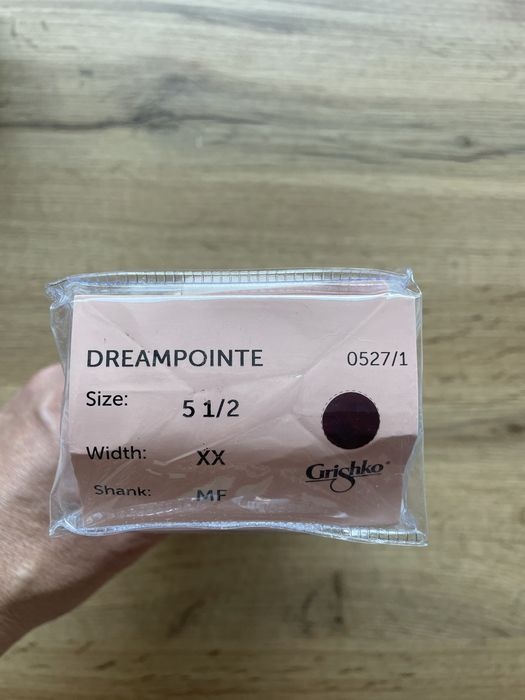 DREAMPOINTE 0527/1
Size: 5 1/2
Width: XX
Grishko®
Shank: MF